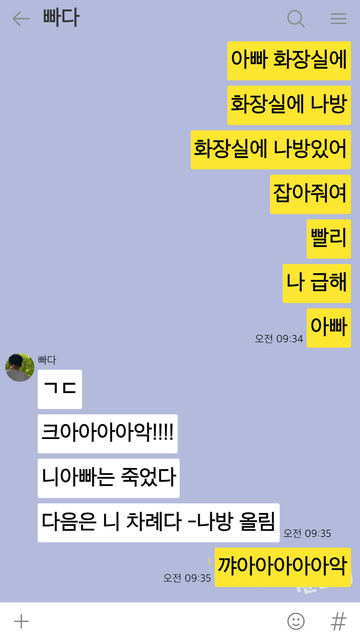 빠다
아빠 화장실에
화장실에 나방
화장실에 나방있어
잡아줘여
빨리
나 급해
아빠
오전 09:34
빠다
ㄱㄷ
크아아아아악!!!!
니아빠는 죽었다
다음은 니 차례다 -나방 올림
오전 09:35
꺄아아아아아악
오전 09:35